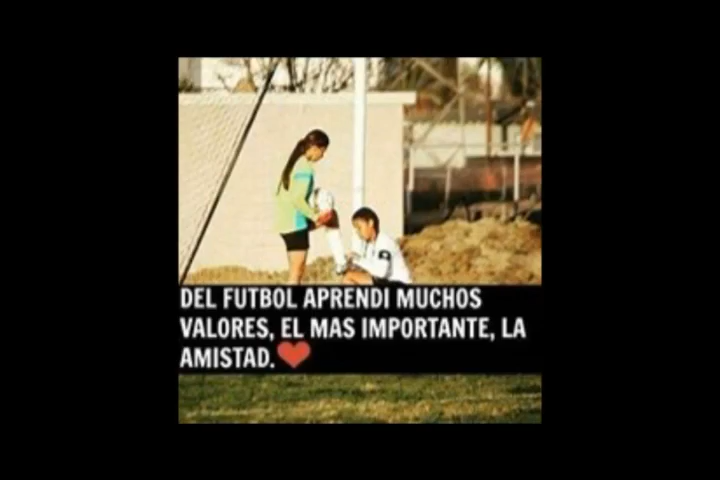 DEL FUTBOL APRENDI MUCHOS
VALORES, EL MAS IMPORTANTE, LA
AMISTAD.❤